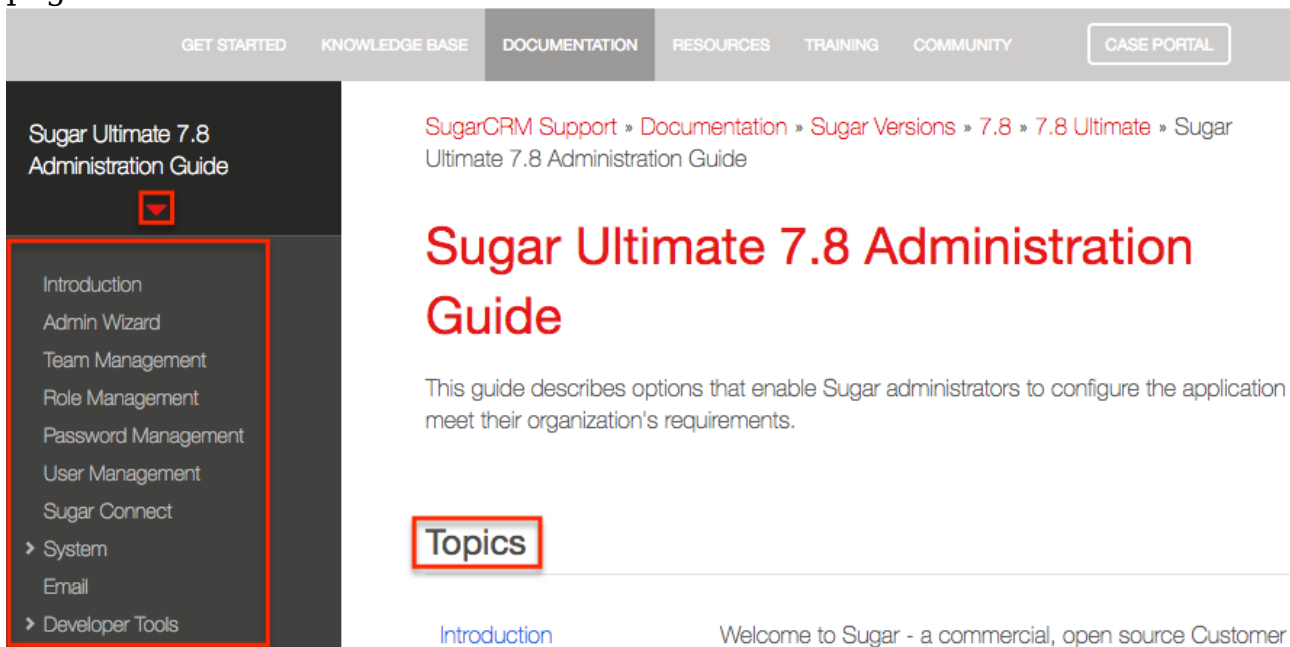 GET STARTED KNOWLEDGE BASE DOCUMENTATION RESOURCES TRAINING COMMUNITY CASE PORTAL
Sugar Ultimate 7.8
Administration Guide
Introduction
Admin Wizard
Team Management
Role Management
Password Management
User Management
Sugar Connect
System
Email
Developer Tools
SugarCRM Support » Documentation » Sugar Versions » 7.8 » 7.8 Ultimate » Sugar
Ultimate 7.8 Administration Guide
Sugar Ultimate 7.8 Administration
Guide
This guide describes options that enable Sugar administrators to configure the application
meet their organization's requirements.
Topics
Introduction Welcome to Sugar - a commercial, open source Customer